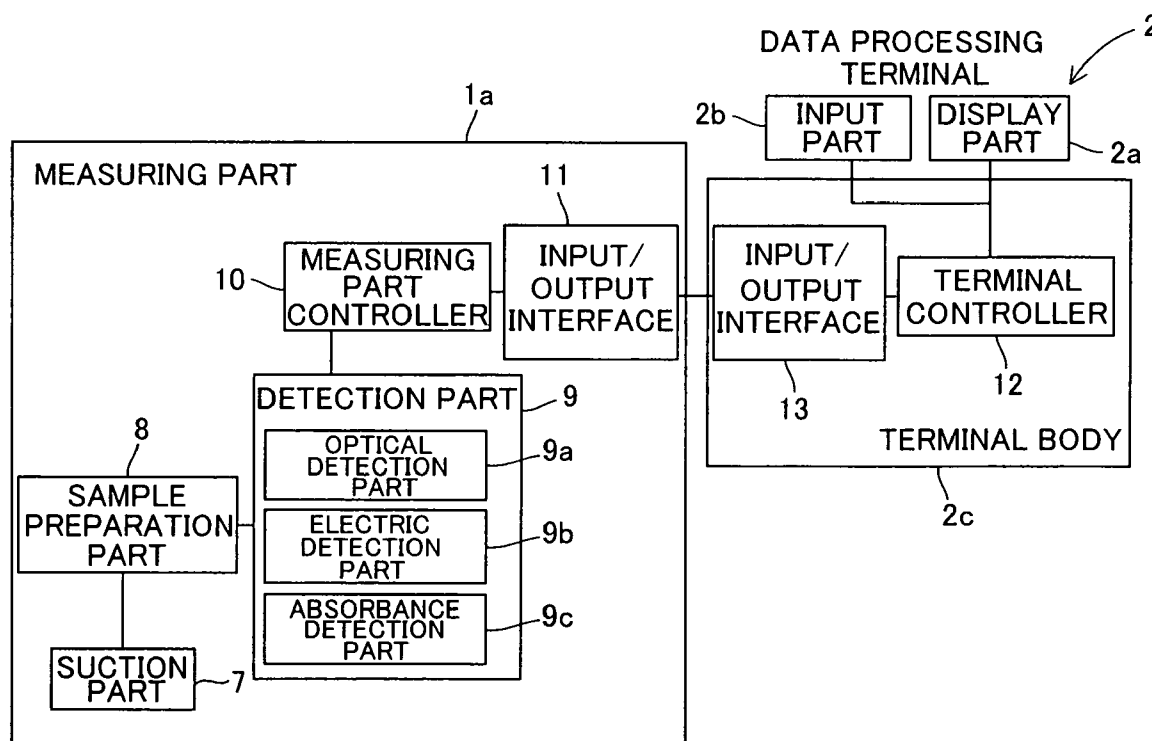 2
DATA PROCESSING
TERMINAL
1a
2b
INPUT
PART
DISPLAY
PART
2a
MEASURING PART
11
10
MEASURING
PART
CONTROLLER
INPUT/
OUTPUT
INTERFACE
INPUT/
OUTPUT
INTERFACE
TERMINAL
CONTROLLER
13
12
TERMINAL BODY
2c
DETECTION PART
9
OPTICAL
DETECTION
PART
9a
ELECTRIC
DETECTION
PART
9b
ABSORBANCE
DETECTION
PART
9c
8
SAMPLE
PREPARATION
PART
SUCTION
PART
7